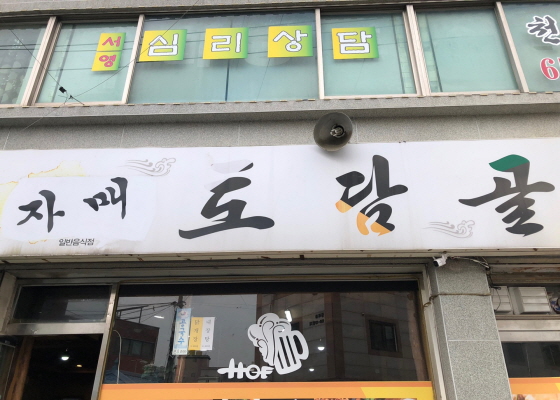 서영 심리상담
자매 도담골
일반음식점
HOF